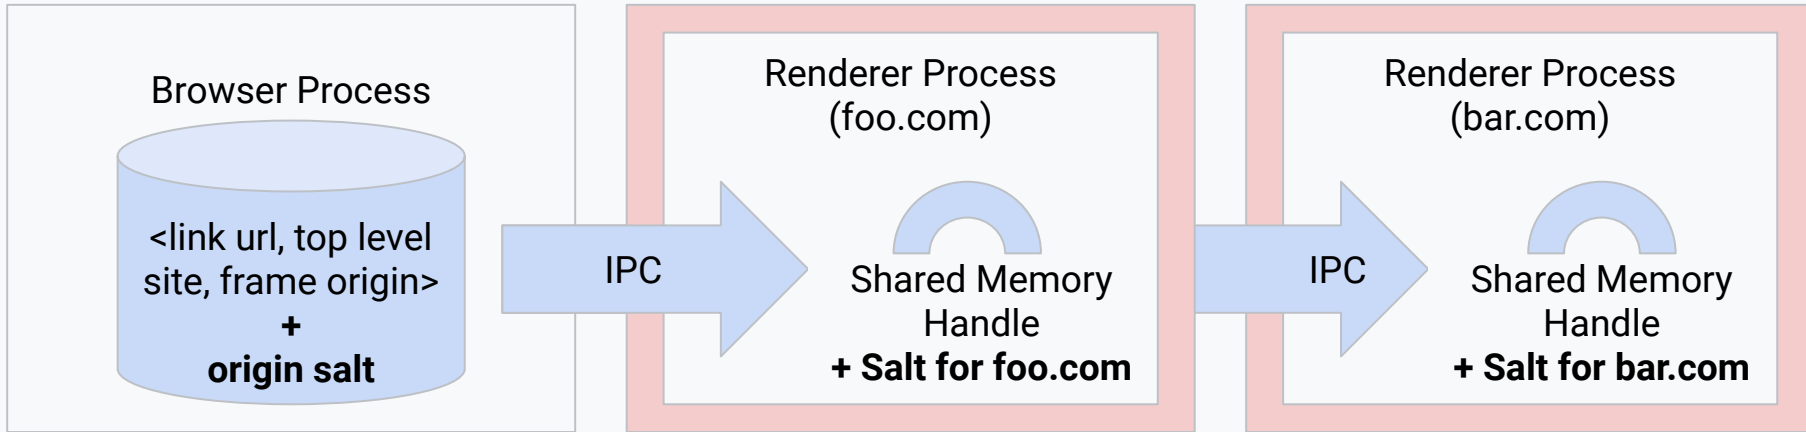 Browser Process
<link url, top level
site, frame origin>
+
origin salt
IPC
Renderer Process
(foo.com)
Shared Memory
Handle
+ Salt for foo.com
IPC
Renderer Process
(bar.com)
Shared Memory
Handle
+ Salt for bar.com